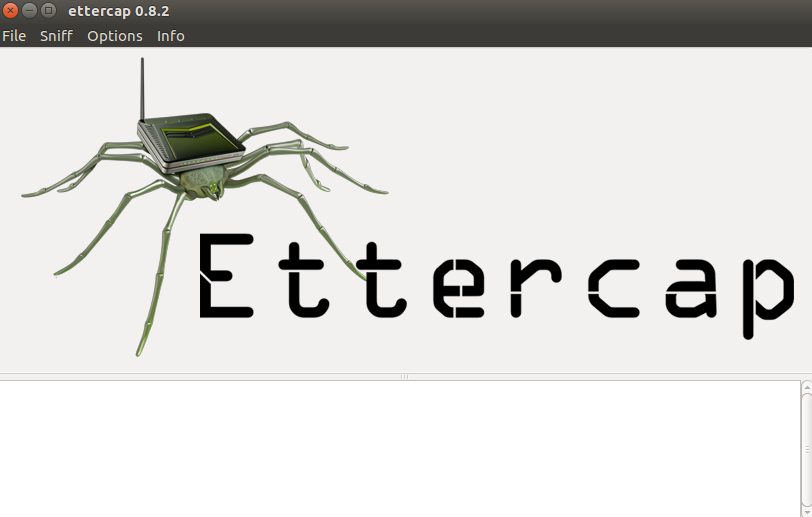 ettercap 0.8.2
File Sniff Options Info
Ettercap